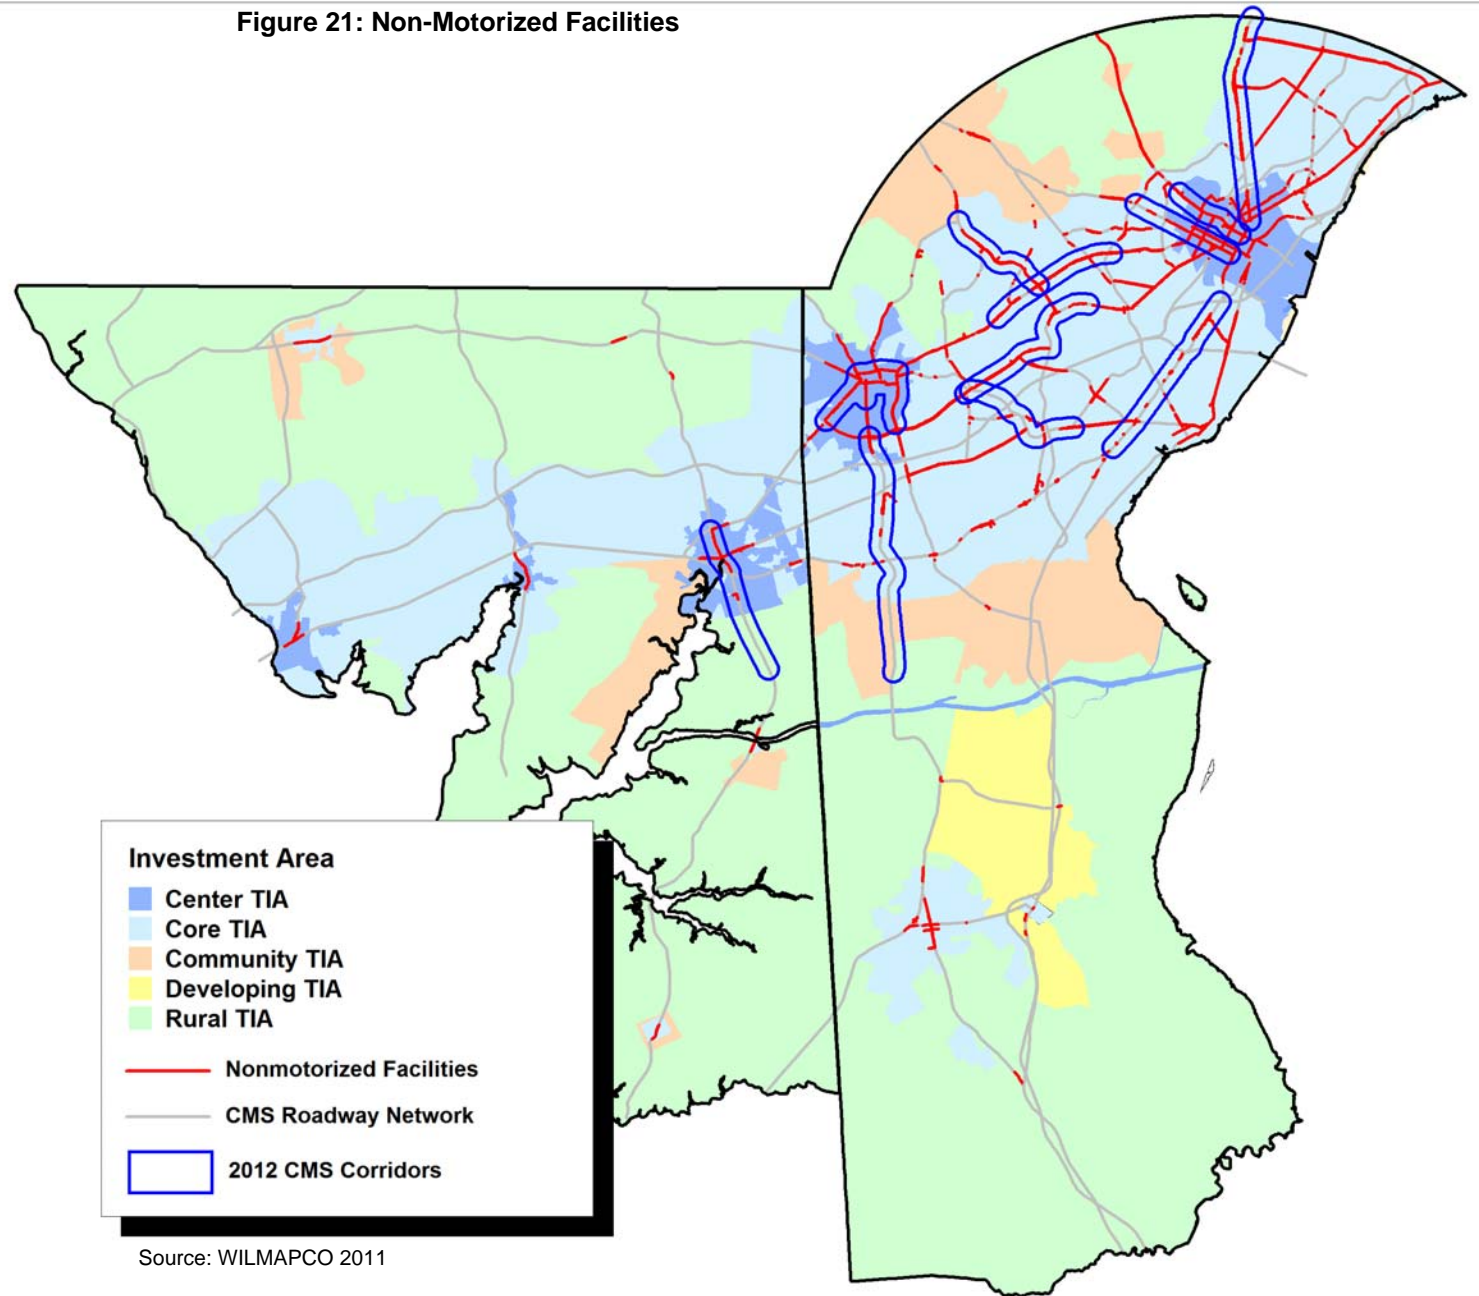 Figure 21: Non-Motorized Facilities
Investment Area
Center TIA
Core TIA
Community TIA
Developing TIA
Rural TIA
Nonmotorized Facilities
CMS Roadway Network
2012 CMS Corridors
Source: WILMAPCO 2011